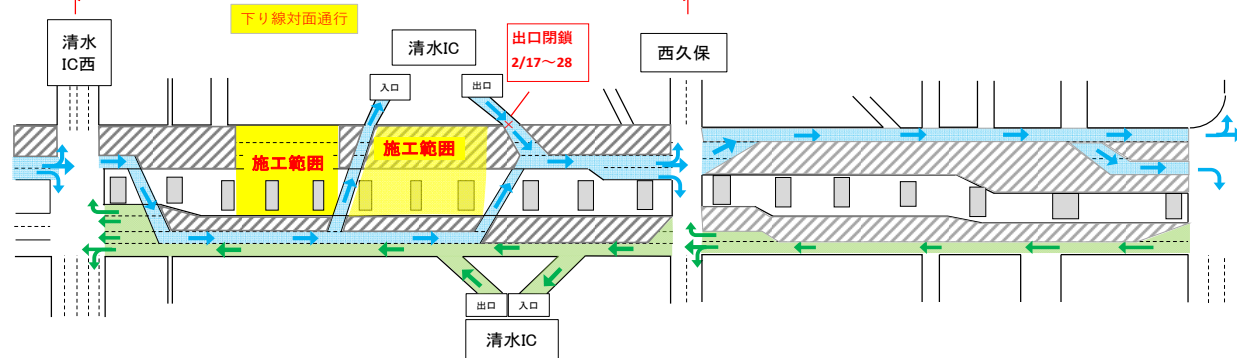 下り線対面通行
清水
IC西
清水IC
出口閉鎖
2/17～28
西久保
入口
出口
施工範囲
施工範囲
出口
入口
清水IC